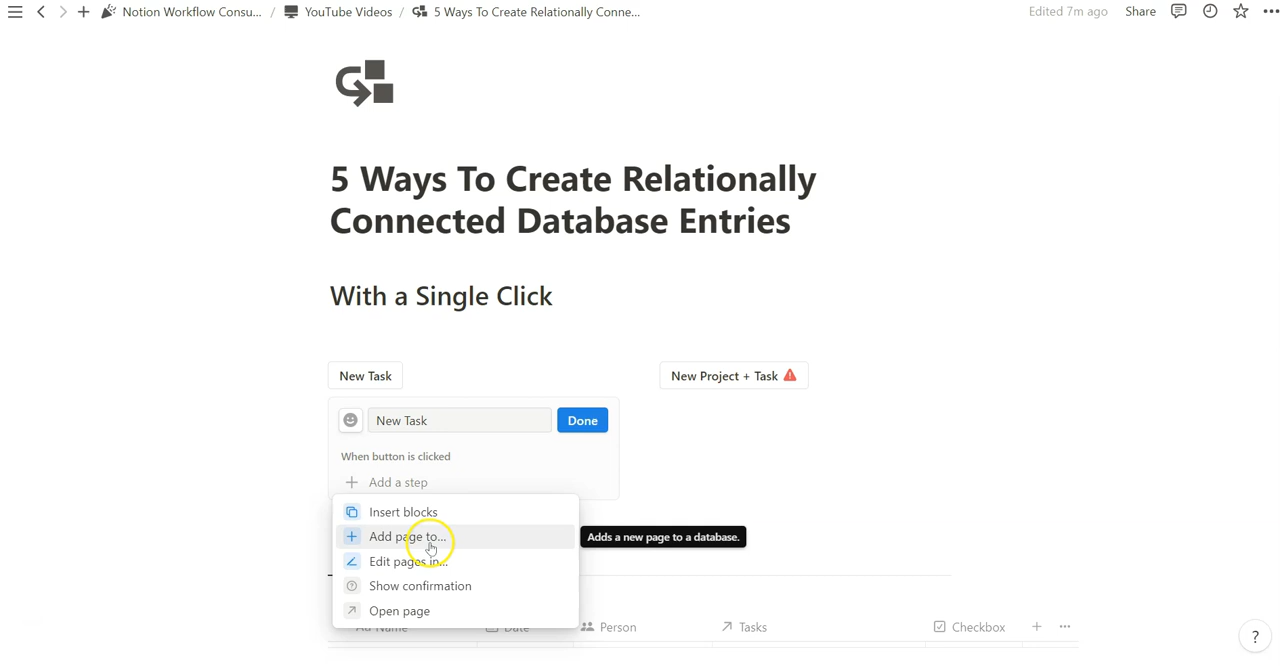 Notion Workflow Consu... / YouTube Videos / 5 Ways To Create Relationally Conne...
Edited 7m ago Share
5 Ways To Create Relationally
Connected Database Entries
With a Single Click
New Task
New Project + Task
New Task Done
When button is clicked
Add a step
Insert blocks
Add page to...
Adds a new page to a database.
Edit pages in...
Show confirmation
Open page
Aa Name Date Person Tasks Checkbox
?